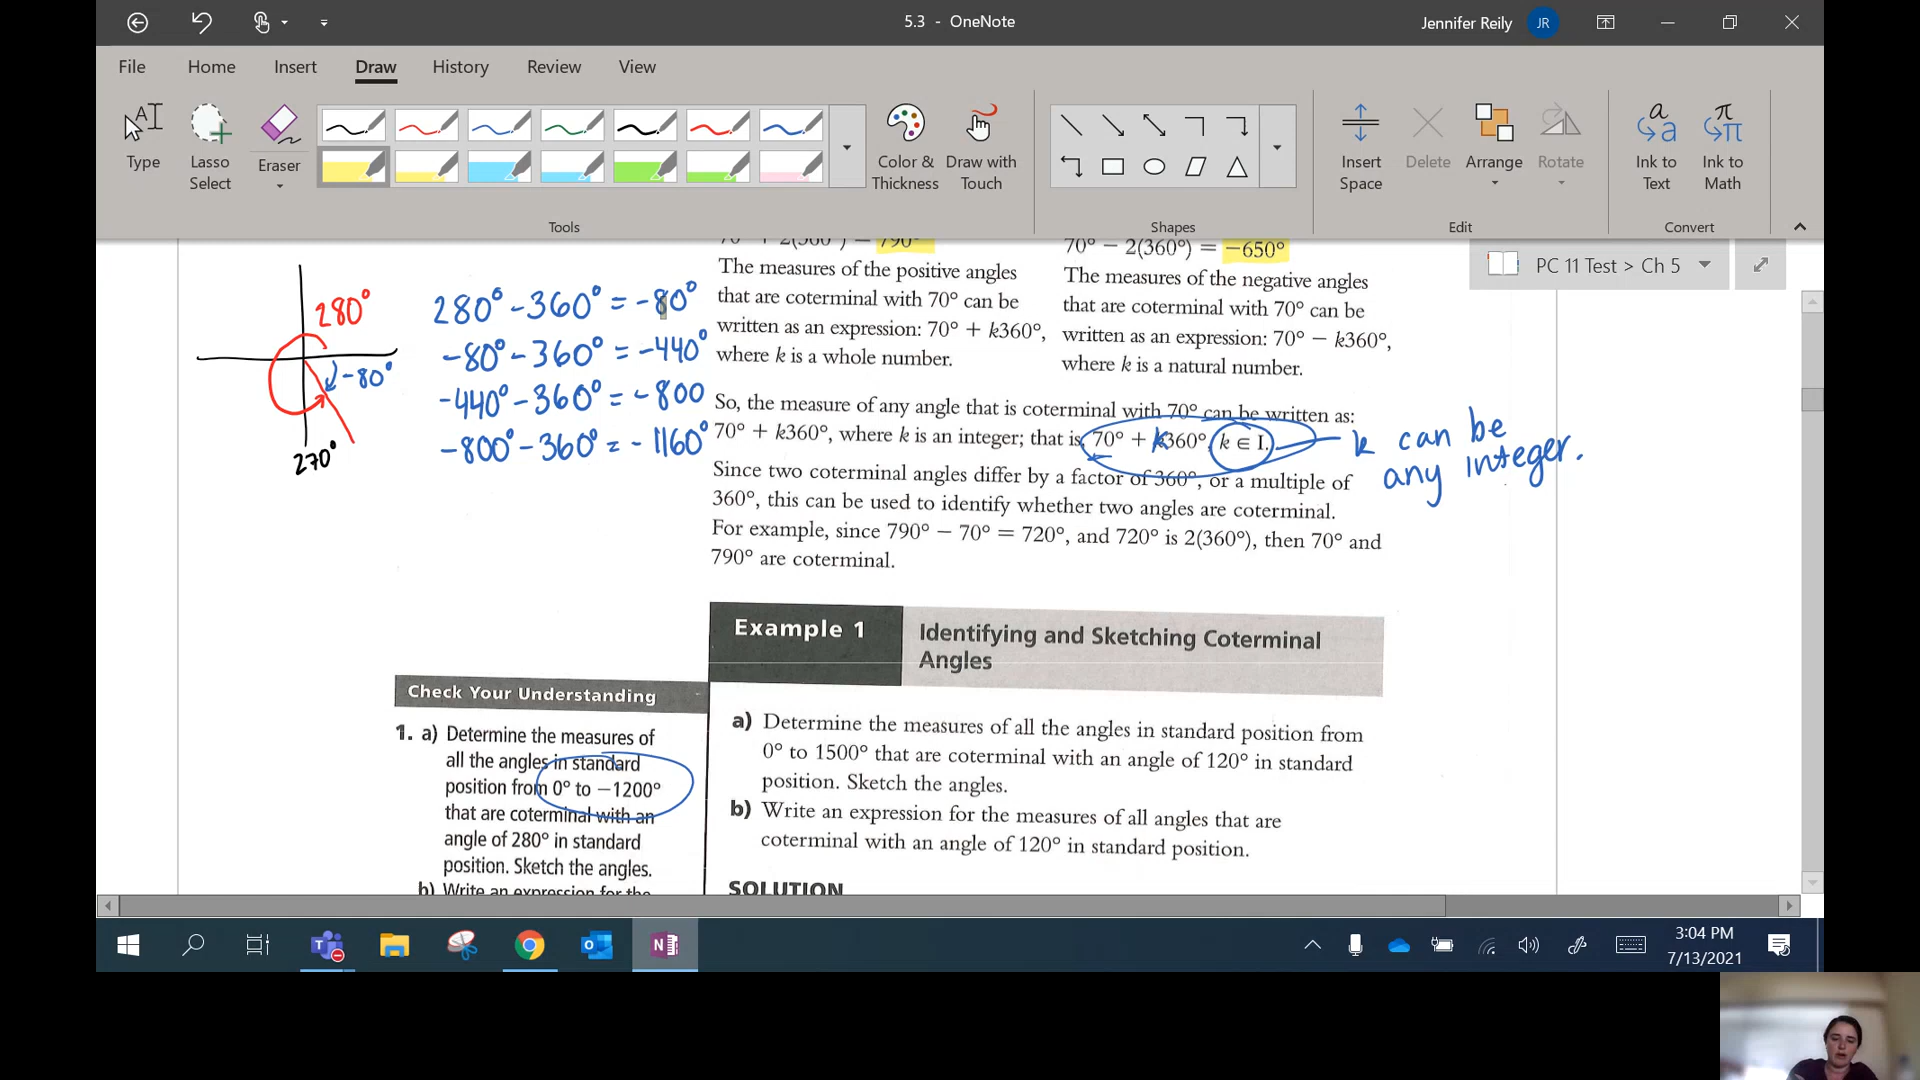 5.3 - OneNote
Jennifer Reily
JR
File
Home
Insert
Draw
History
Review
View
Type
Lasso
Select
Eraser
Color &
Thickness
Draw with
Touch
Insert
Space
Delete
Arrange
Rotate
Ink to
Text
Ink to
Math
Tools
Shapes
Edit
Convert
PC 11 Test > Ch 5
280°
-80°
270°
280° - 360° = -80°
-80° - 360° = -440°
-440° - 360° = -800
-800° - 360° = -1160°
70° + 2(360°) = 790°
The measures of the positive angles
that are coterminal with 70° can be
written as an expression: 70° + k360°,
where k is a whole number.
70° − 2(360°) = −650°
The measures of the negative angles
that are coterminal with 70° can be
written as an expression: 70° − k360°,
where k is a natural number.
So, the measure of any angle that is coterminal with 70° can be written as:
70° + k360°, where k is an integer; that is, 70° + k360°, k ∈ I.
k can be
any integer.
Since two coterminal angles differ by a factor of 360°, or a multiple of
360°, this can be used to identify whether two angles are coterminal.
For example, since 790° − 70° = 720°, and 720° is 2(360°), then 70° and
790° are coterminal.
Example 1
Identifying and Sketching Coterminal
Angles
Check Your Understanding
1. a) Determine the measures of
all the angles in standard
position from 0° to −1200°
that are coterminal with an
angle of 280° in standard
position. Sketch the angles.
b) Write an expression for the
a) Determine the measures of all the angles in standard position from
0° to 1500° that are coterminal with an angle of 120° in standard
position. Sketch the angles.
b) Write an expression for the measures of all angles that are
coterminal with an angle of 120° in standard position.
SOLUTION
3:04 PM
7/13/2021